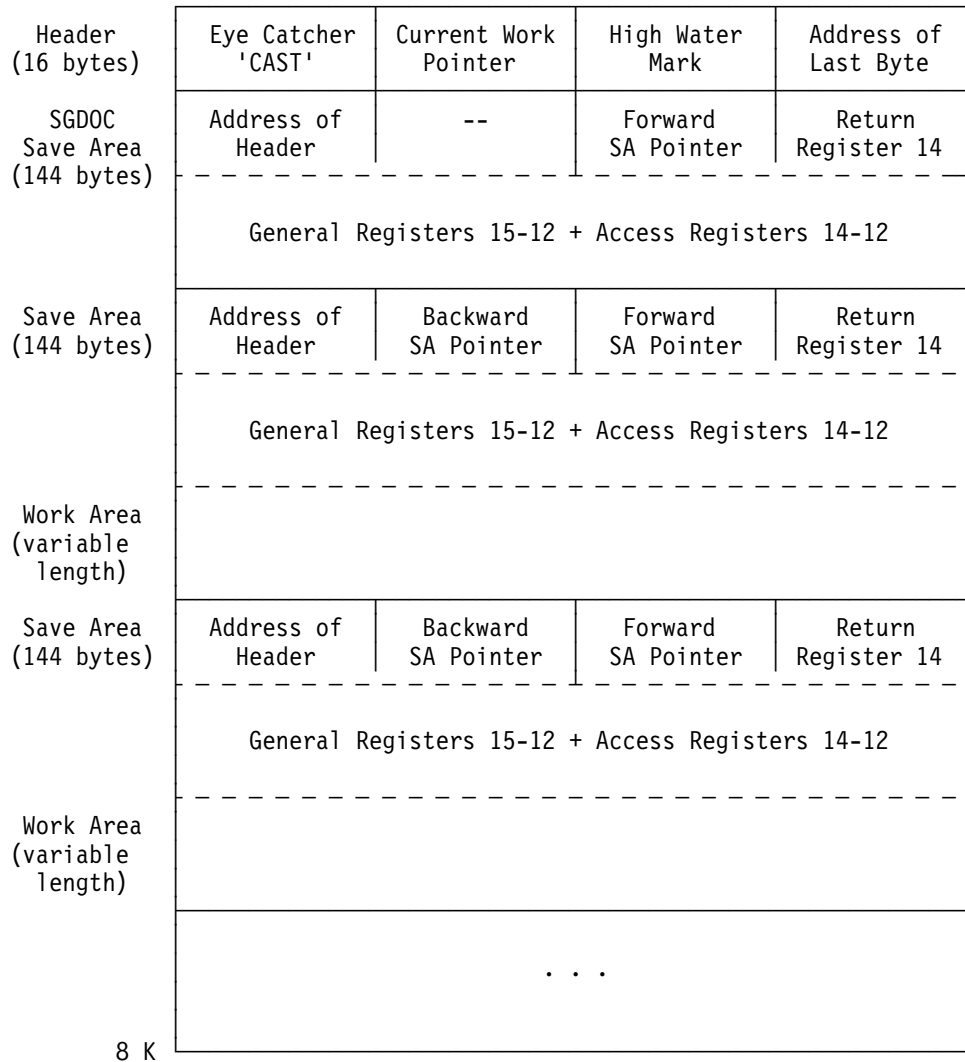 Header Eye Catcher Current Work High Water Address of
(16 bytes) 'CAST' Pointer Mark Last Byte
SGDOC Address of -- Forward Return
Save Area Header SA Pointer Register 14
(144 bytes)
General Registers 15-12 + Access Registers 14-12
Save Area Address of Backward Forward Return
(144 bytes) Header SA Pointer SA Pointer Register 14
General Registers 15-12 + Access Registers 14-12
Work Area
(variable
length)
Save Area Address of Backward Forward Return
(144 bytes) Header SA Pointer SA Pointer Register 14
General Registers 15-12 + Access Registers 14-12
Work Area
(variable
length)
. . .
8 K